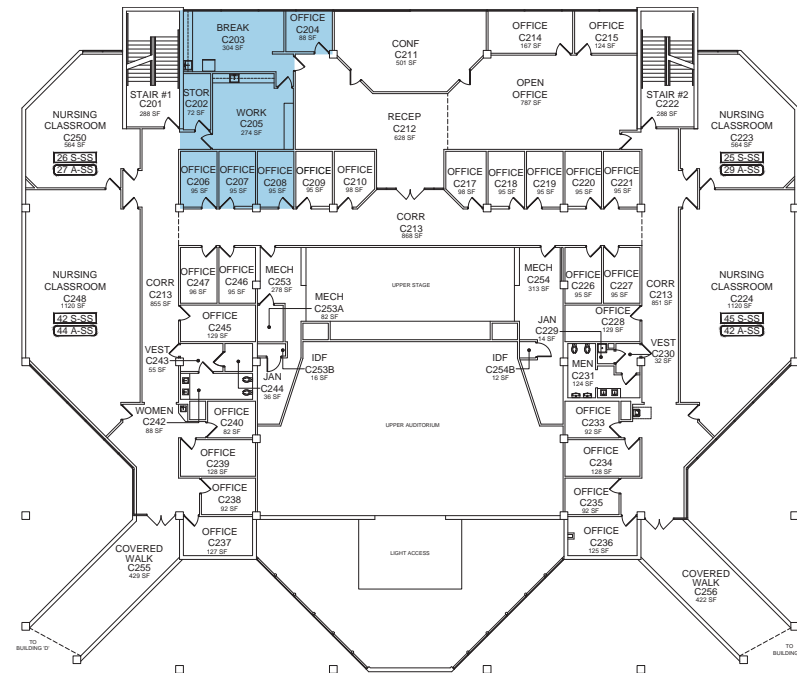 BREAK
C203
304 SF
OFFICE
C204
88 SF
CONF
C211
501 SF
OFFICE
C214
167 SF
OFFICE
C215
124 SF
STAIR #1
C201
288 SF
STOR
C202
72 SF
WORK
C205
274 SF
RECEP
C212
628 SF
OPEN
OFFICE
787 SF
STAIR #2
C222
288 SF
NURSING
CLASSROOM
C250
564 SF
26 S-SS
27 A-SS
NURSING
CLASSROOM
C223
564 SF
25 S-SS
29 A-SS
OFFICE
C206
95 SF
OFFICE
C207
95 SF
OFFICE
C208
95 SF
OFFICE
C209
95 SF
OFFICE
C210
98 SF
OFFICE
C217
98 SF
OFFICE
C218
95 SF
OFFICE
C219
95 SF
OFFICE
C220
95 SF
OFFICE
C221
95 SF
CORR
C213
868 SF
NURSING
CLASSROOM
C248
1120 SF
42 S-SS
44 A-SS
CORR
C213
855 SF
OFFICE
C247
96 SF
OFFICE
C246
95 SF
MECH
C253
278 SF
UPPER STAGE
MECH
C254
313 SF
OFFICE
C226
95 SF
OFFICE
C227
95 SF
CORR
C213
851 SF
NURSING
CLASSROOM
C224
1120 SF
45 S-SS
42 A-SS
MECH
C253A
82 SF
OFFICE
C245
129 SF
JAN
C229
14 SF
OFFICE
C228
129 SF
VEST
C243
55 SF
JAN
C244
36 SF
IDF
C253B
16 SF
IDF
C254B
12 SF
MEN
C231
124 SF
VEST
C230
32 SF
WOMEN
C242
88 SF
OFFICE
C240
82 SF
UPPER AUDITORIUM
OFFICE
C233
92 SF
OFFICE
C239
128 SF
OFFICE
C234
128 SF
OFFICE
C238
92 SF
OFFICE
C235
92 SF
OFFICE
C237
127 SF
LIGHT ACCESS
OFFICE
C236
125 SF
COVERED
WALK
C255
429 SF
COVERED
WALK
C256
422 SF
TO
BUILDING 'D'
TO
BUILDING